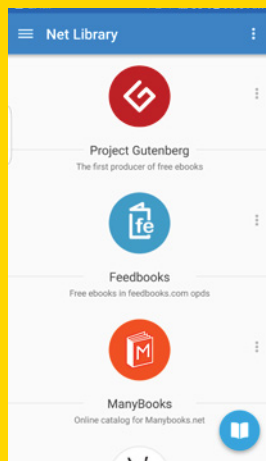 Net Library
Project Gutenberg
The first producer of free ebooks
fe
Feedbooks
Free ebooks in feedbooks.com opds
M
ManyBooks
Online catalog for Manybooks.net